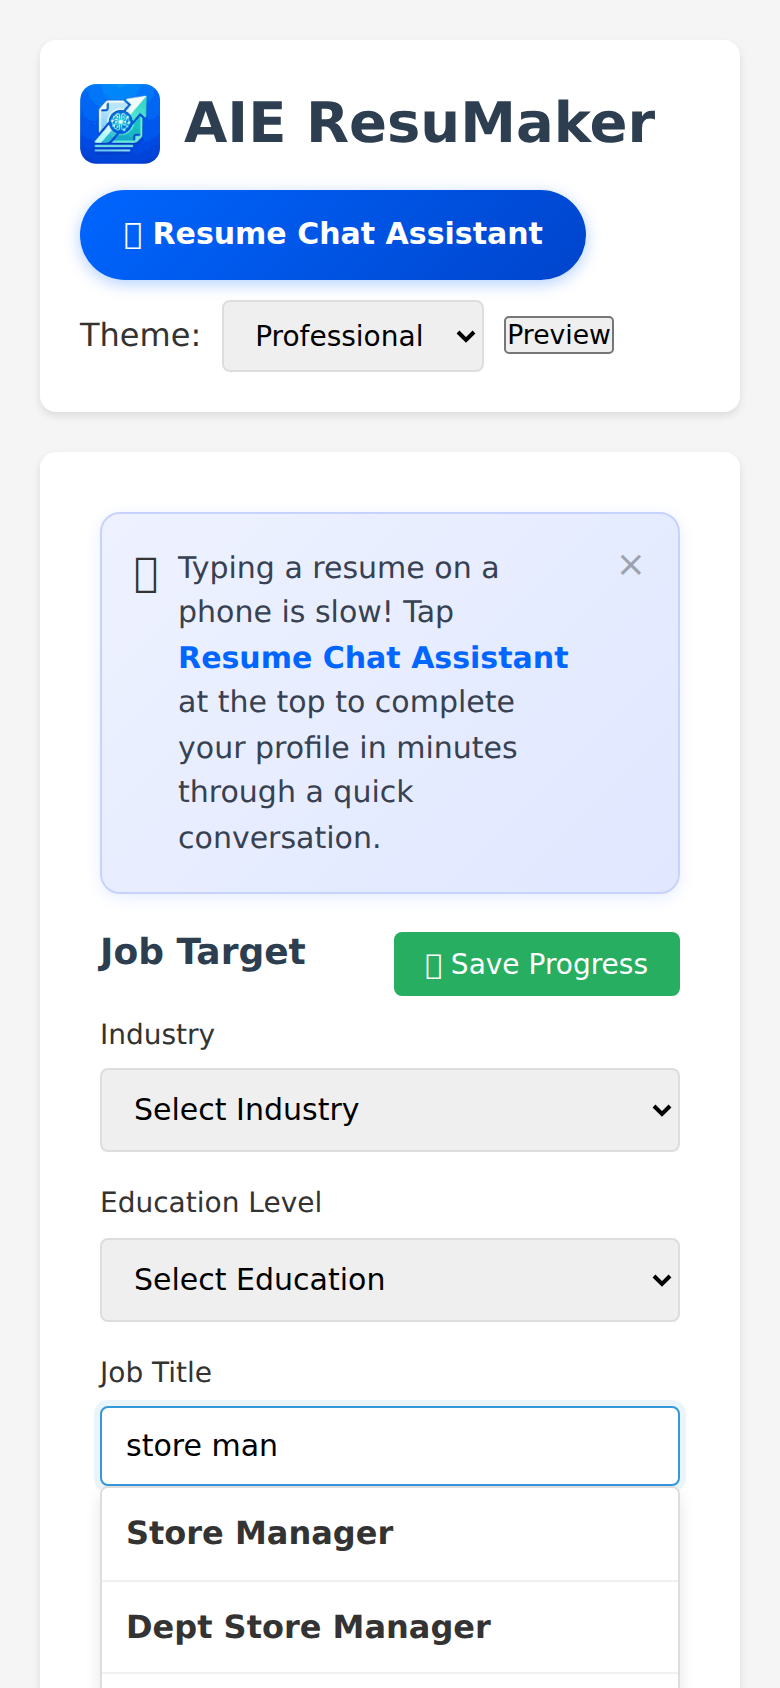 AIE ResuMaker
Resume Chat Assistant
Theme: Professional Preview
Typing a resume on a
phone is slow! Tap
Resume Chat Assistant
at the top to complete
your profile in minutes
through a quick
conversation.
×
Job Target
Save Progress
Industry
Select Industry
Education Level
Select Education
Job Title
store man
Store Manager
Dept Store Manager